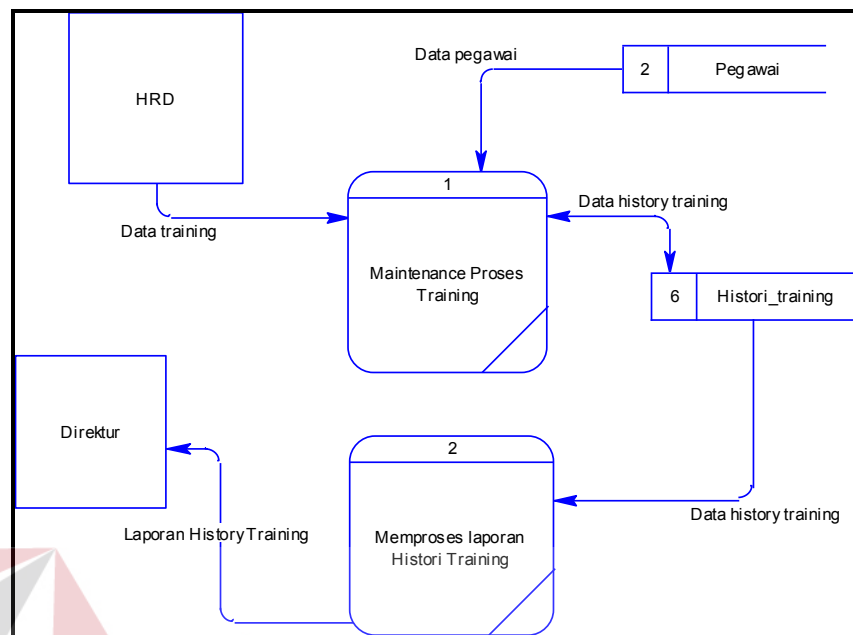 Data pegawai
2
Pegawai
HRD
1
Data training
Data history training
Maintenance Proses
Training
6
Histori_training
Direktur
2
Laporan History Training
Memproses laporan
Histori Training
Data history training